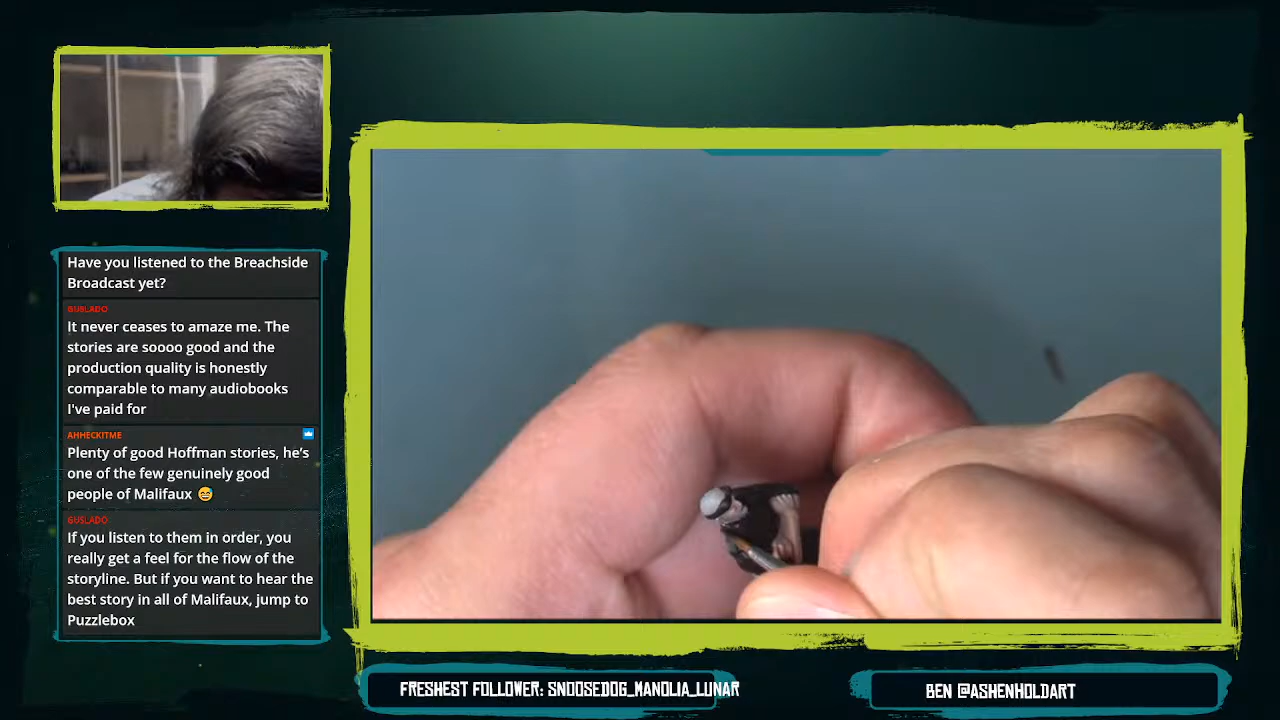 Have you listened to the Breachside
Broadcast yet?
GUSLADO
It never ceases to amaze me. The
stories are soooo good and the
production quality is honestly
comparable to many audiobooks
I've paid for
AHHECKITME
Plenty of good Hoffman stories, he's
one of the few genuinely good
people of Malifaux 😅
GUSLADO
If you listen to them in order, you
really get a feel for the flow of the
storyline. But if you want to hear the
best story in all of Malifaux, jump to
Puzzlebox
FRESHEST FOLLOWER: SNOOSEDOG_MANOLIA_LUNAR
BEN @ASHENHOLDART